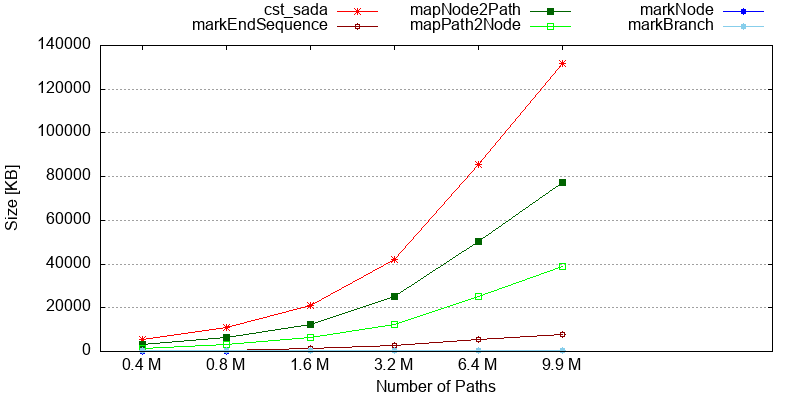 cst_sada mapNode2Path markNode
markEndSequence mapPath2Node markBranch
140000
120000
100000
80000
60000
40000
20000
0
Size [KB]
0.4 M 0.8 M 1.6 M 3.2 M 6.4 M 9.9 M
Number of Paths